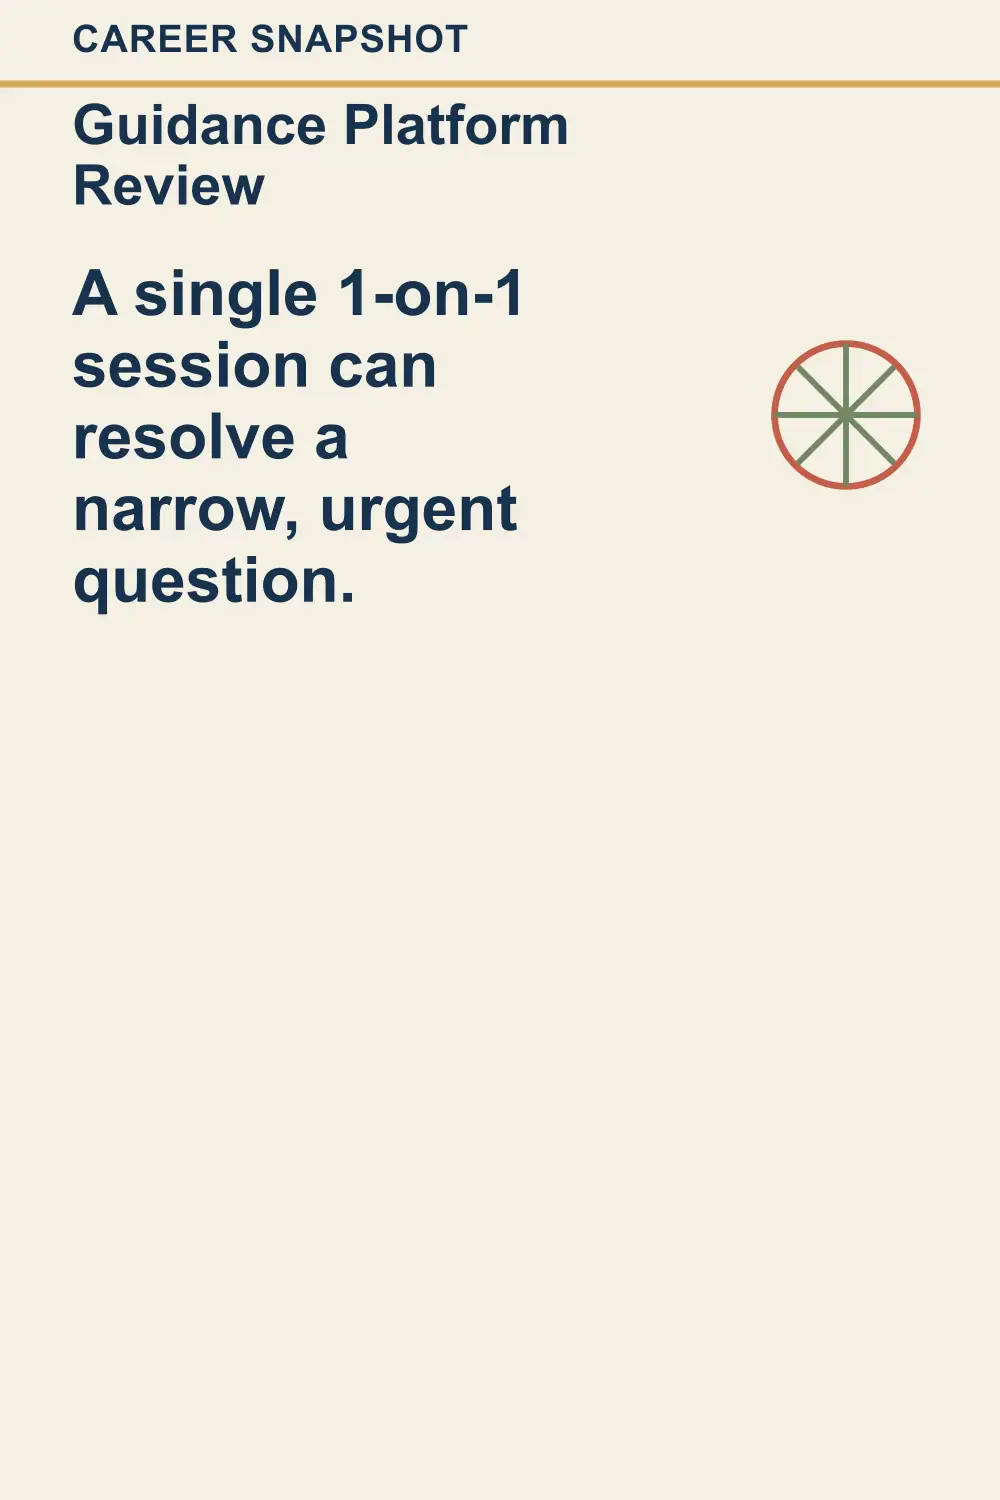 CAREER SNAPSHOT
Guidance Platform
Review
A single 1-on-1
session can
resolve a
narrow, urgent
question.